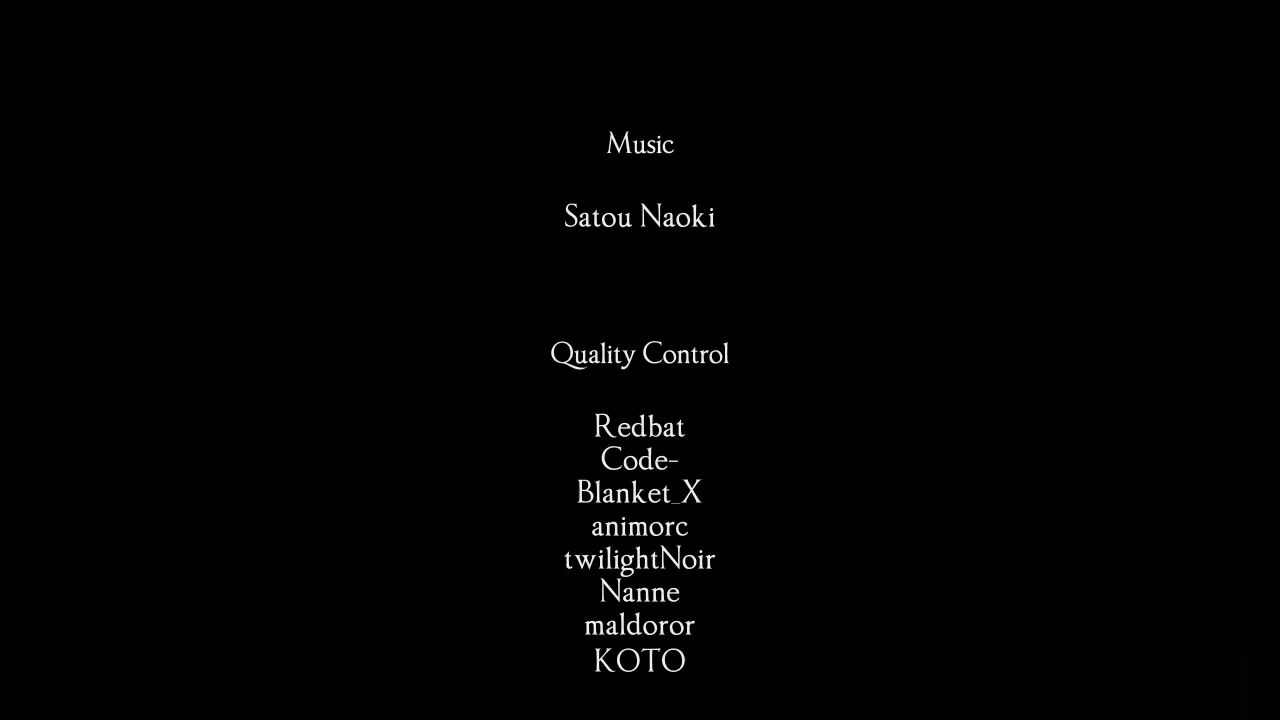 Music
Satou Naoki
Quality Control
Redbat
Code-
Blanket_X
animorc
twilightNoir
Nanne
maldoror
KOTO